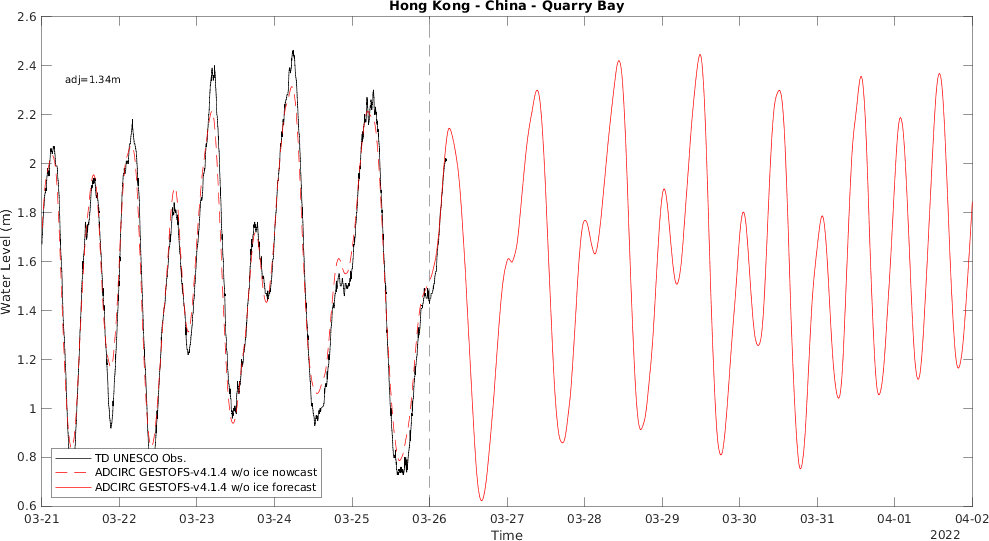 Hong Kong - China - Quarry Bay
2.6
2.4
2.2
2
1.8
1.6
1.4
1.2
1
0.8
0.6
Water Level (m)
adj=1.34m
TD UNESCO Obs.
ADCIRC GESTOFS-v4.1.4 w/o ice nowcast
ADCIRC GESTOFS-v4.1.4 w/o ice forecast
03-21 03-22 03-23 03-24 03-25 03-26 03-27 03-28 03-29 03-30 03-31 04-01 04-02
Time
2022